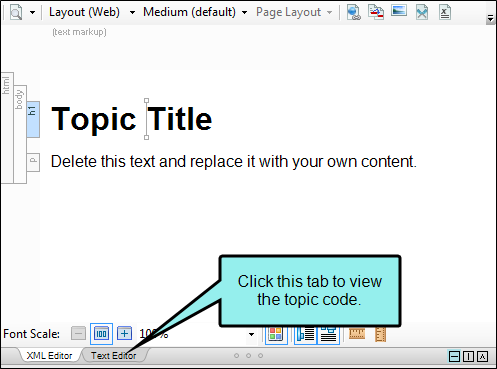 Layout (Web) Medium (default) Page Layout
(text markup)
html
body
h1
Topic Title
p
Delete this text and replace it with your own content.
Click this tab to view
the topic code.
Font Scale: 100 100%
XML Editor Text Editor